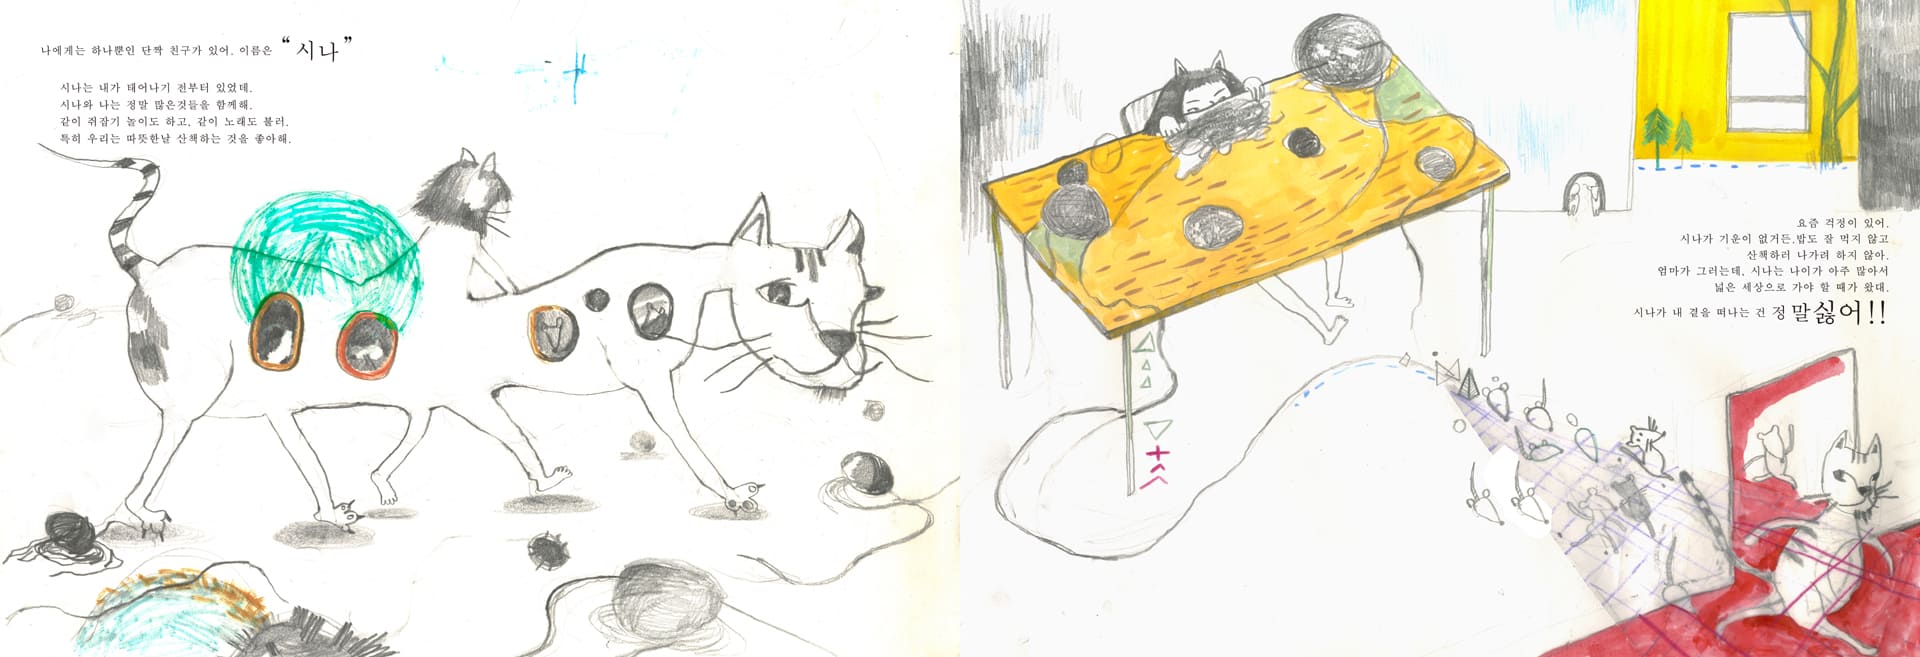 나에게는 하나뿐인 단짝 친구가 있어. 이름은 “시나”
시나는 내가 태어나기 전부터 있었데.
시나와 나는 정말 많은것들을 함께해.
같이 쥐잡기 놀이도 하고, 같이 노래도 불러.
특히 우리는 따뜻한날 산책하는 것을 좋아해.
요즘 걱정이 있어.
시나가 기운이 없거든.밥도 잘 먹지 않고
산책하러 나가려 하지 않아.
엄마가 그러는데, 시나는 나이가 아주 많아서
넓은 세상으로 가야 할 때가 왔대.
시나가 내 곁을 떠나는 건 정말싫어!!